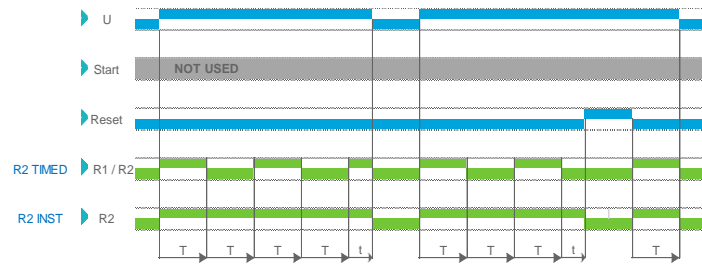 U
Start NOT USED
Reset
R2 TIMED R1 / R2
R2 INST R2
T T T T t T T T t T